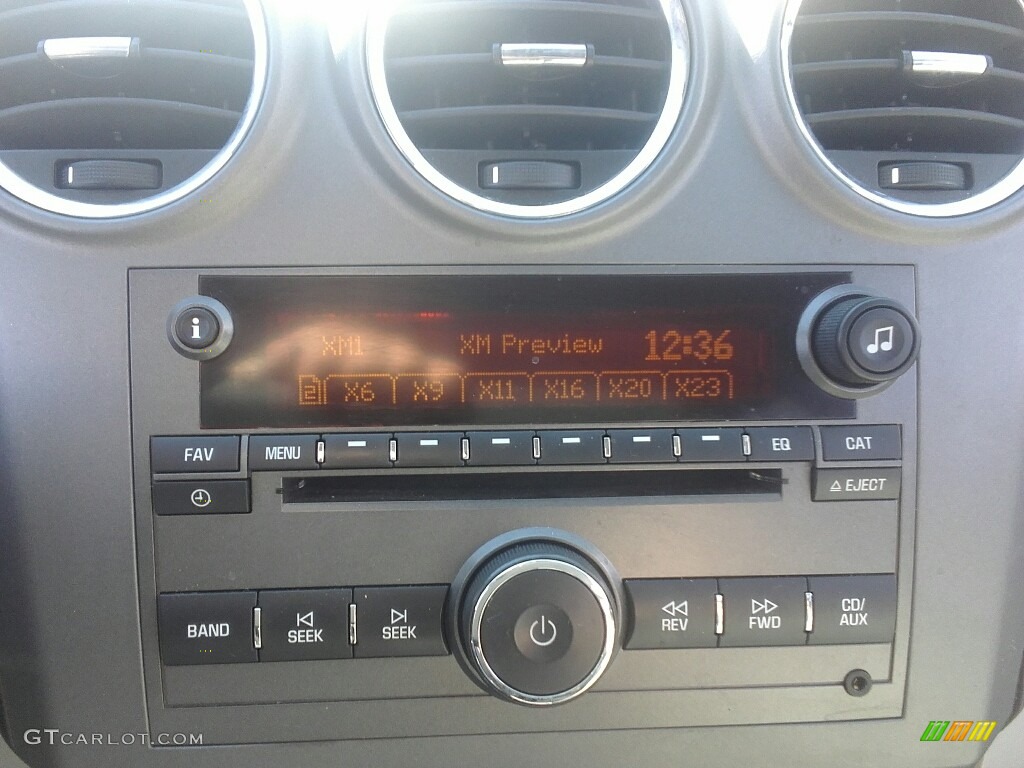 i
XM1 XM Preview 12:36
2 X6 X9 X11 X16 X20 X23
FAV MENU EQ CAT
EJECT
BAND SEEK SEEK REV FWD CD/
AUX
GTCARLOT.COM